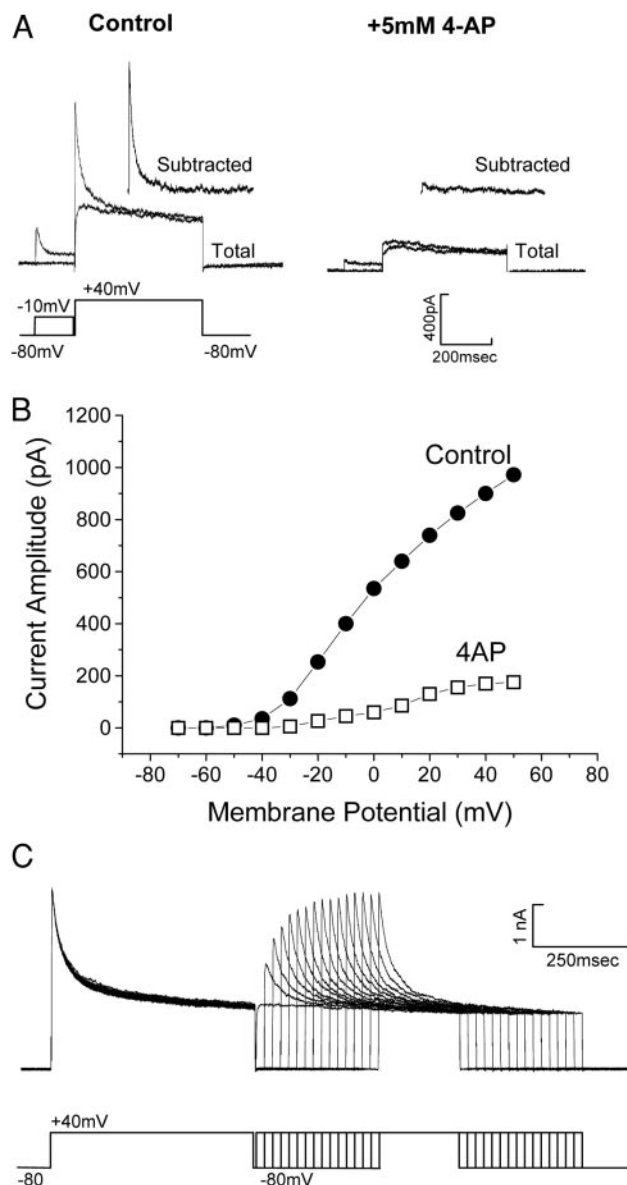 A
Control
+5mM 4-AP
Subtracted
Subtracted
Total
Total
+40mV
-10mV
-80mV
-80mV
400pA
200msec
B
1200
1000
800
600
400
200
0
Current Amplitude (pA)
Control
4AP
-80
-60
-40
-20
0
20
40
60
80
Membrane Potential (mV)
C
1 nA
250msec
+40mV
-80
-80mV